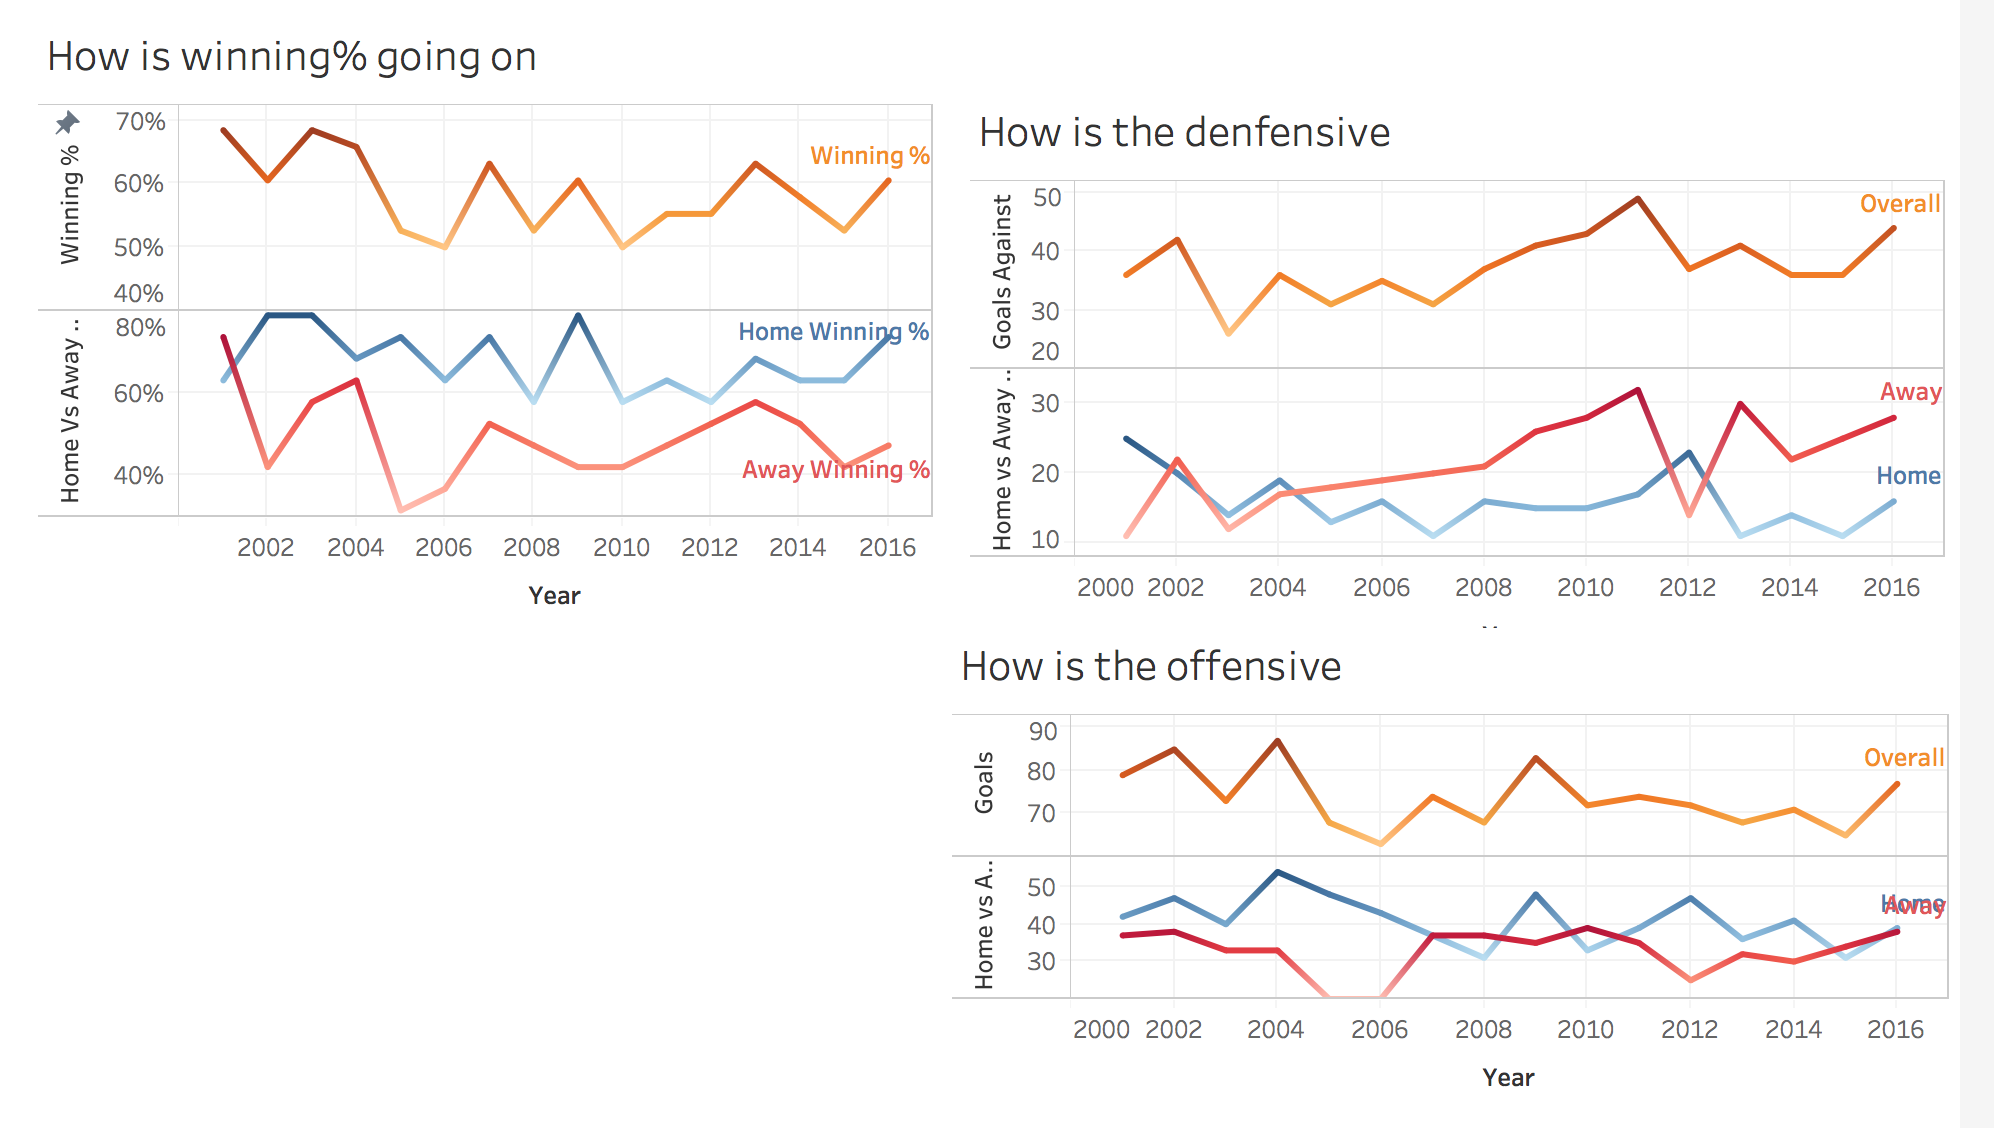 How is winning% going on
Winning %
70%
60%
50%
40%
Winning %
Home Vs Away ..
80%
60%
40%
Home Winning %
Away Winning %
2002 2004 2006 2008 2010 2012 2014 2016
Year
How is the denfensive
Goals Against
50
40
30
20
Overall
Home vs Away ..
30
20
10
Away
Home
2000 2002 2004 2006 2008 2010 2012 2014 2016
How is the offensive
Goals
90
80
70
Overall
Home vs A..
50
40
30
Home
Away
2000 2002 2004 2006 2008 2010 2012 2014 2016
Year